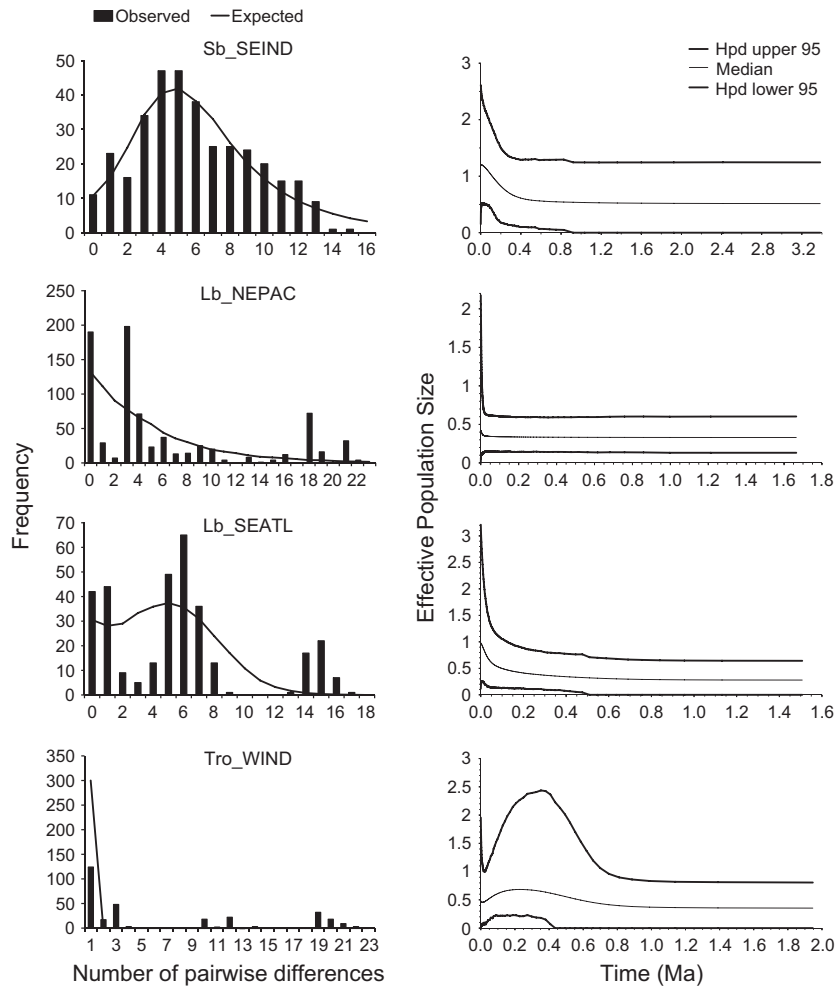 Observed Expected
Hpd upper 95
Median
Hpd lower 95
Sb_SEIND
50
40
30
20
10
0
0 2 4 6 8 10 12 14 16
3
2
1
0
0.0 0.4 0.8 1.2 1.6 2.0 2.4 2.8 3.2
Lb_NEPAC
250
200
150
100
50
0
0 2 4 6 8 10 12 14 16 18 20 22
2
1.5
1
0.5
0
0.0 0.2 0.4 0.6 0.8 1.0 1.2 1.4 1.6 1.8
Frequency
Effective Population Size
Lb_SEATL
70
60
50
40
30
20
10
0
0 2 4 6 8 10 12 14 16 18
3
2.5
2
1.5
1
0.5
0
0.0 0.2 0.4 0.6 0.8 1.0 1.2 1.4 1.6
Tro_WIND
350
300
250
200
150
100
50
0
1 3 5 7 9 11 13 15 17 19 21 23
3
2.5
2
1.5
1
0.5
0
0.0 0.2 0.4 0.6 0.8 1.0 1.2 1.4 1.6 1.8 2.0
Number of pairwise differences
Time (Ma)